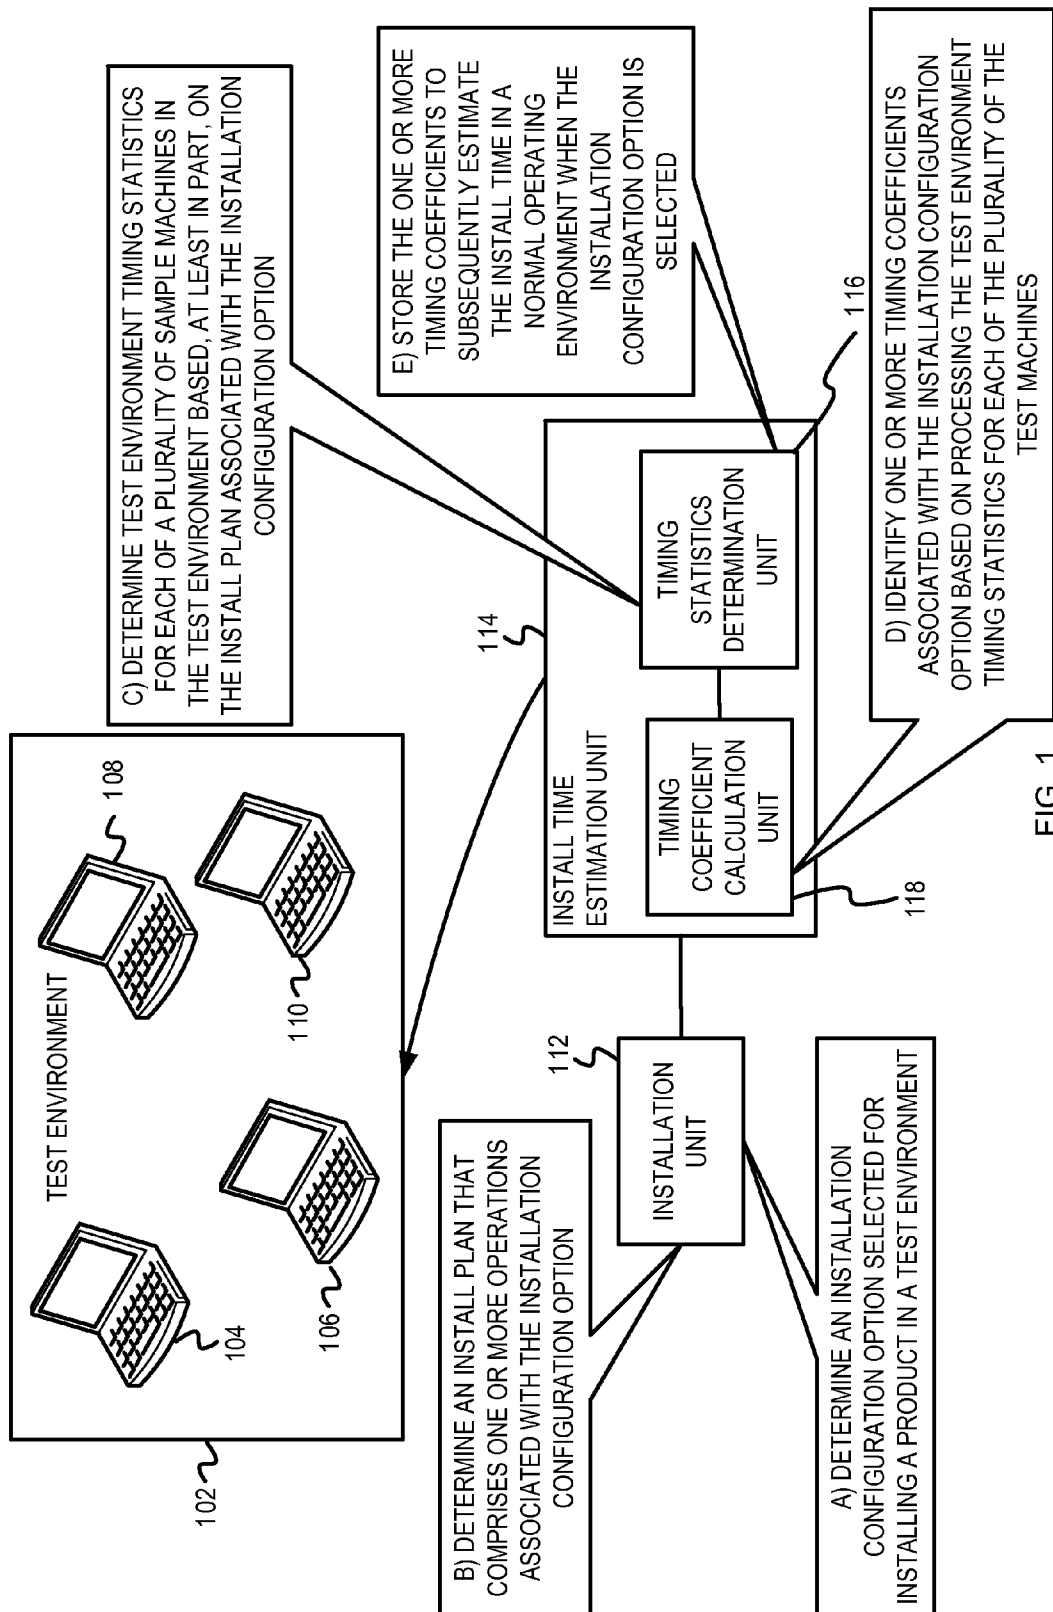 TEST ENVIRONMENT
102
104
106
108
110
C) DETERMINE TEST ENVIRONMENT TIMING STATISTICS
FOR EACH OF A PLURALITY OF SAMPLE MACHINES IN
THE TEST ENVIRONMENT BASED, AT LEAST IN PART, ON
THE INSTALL PLAN ASSOCIATED WITH THE INSTALLATION
CONFIGURATION OPTION
B) DETERMINE AN INSTALL PLAN THAT
COMPRISES ONE OR MORE OPERATIONS
ASSOCIATED WITH THE INSTALLATION
CONFIGURATION OPTION
E) STORE THE ONE OR MORE
TIMING COEFFICIENTS TO
SUBSEQUENTLY ESTIMATE
THE INSTALL TIME IN A
NORMAL OPERATING
ENVIRONMENT WHEN THE
INSTALLATION
CONFIGURATION OPTION IS
SELECTED
112
INSTALLATION
UNIT
114
INSTALL TIME
ESTIMATION UNIT
TIMING
COEFFICIENT
CALCULATION
UNIT
118
TIMING
STATISTICS
DETERMINATION
UNIT
116
A) DETERMINE AN INSTALLATION
CONFIGURATION OPTION SELECTED FOR
INSTALLING A PRODUCT IN A TEST ENVIRONMENT
D) IDENTIFY ONE OR MORE TIMING COEFFICIENTS
ASSOCIATED WITH THE INSTALLATION CONFIGURATION
OPTION BASED ON PROCESSING THE TEST ENVIRONMENT
TIMING STATISTICS FOR EACH OF THE PLURALITY OF THE
TEST MACHINES
FIG. 1